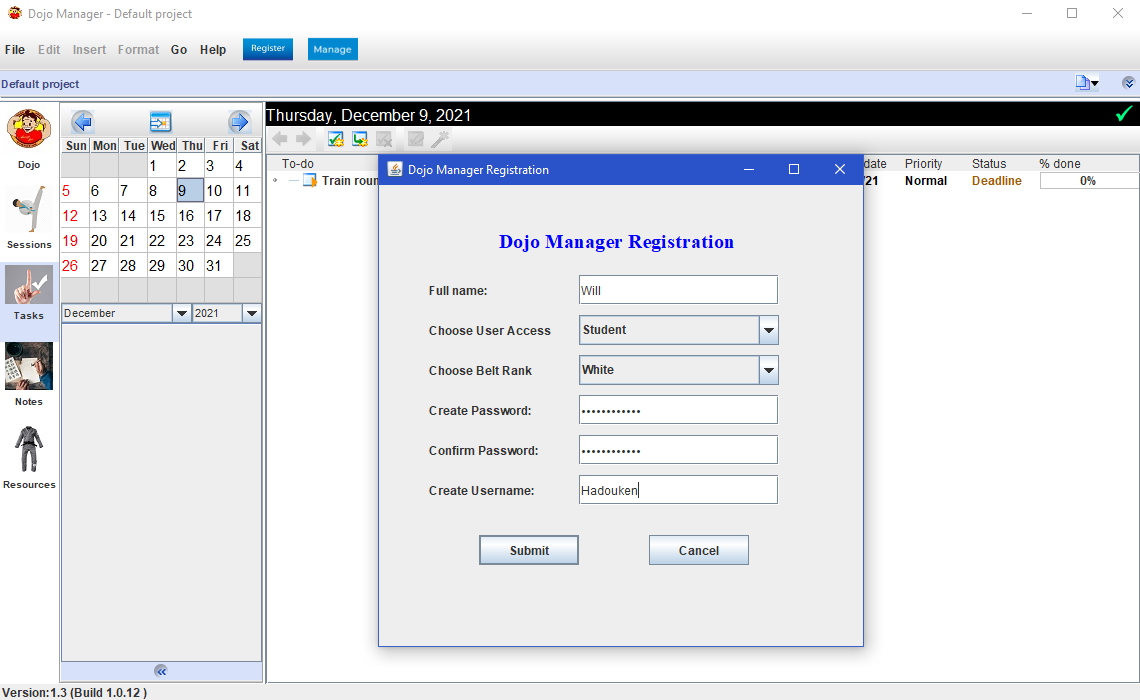 Dojo Manager - Default project
File Edit Insert Format Go Help Register Manage
Default project
Dojo
Sessions
Tasks
Notes
Resources
Sun Mon Tue Wed Thu Fri Sat
1 2 3 4
5 6 7 8 9 10 11
12 13 14 15 16 17 18
19 20 21 22 23 24 25
26 27 28 29 30 31
December 2021
«
Thursday, December 9, 2021
To-do date Priority Status % done
Train roun /21 Normal Deadline 0%
Dojo Manager Registration
Dojo Manager Registration
Full name: Will
Choose User Access Student
Choose Belt Rank White
Create Password: ••••••••••••
Confirm Password: ••••••••••••
Create Username: Hadouken
Submit Cancel
Version:1.3 (Build 1.0.12 )